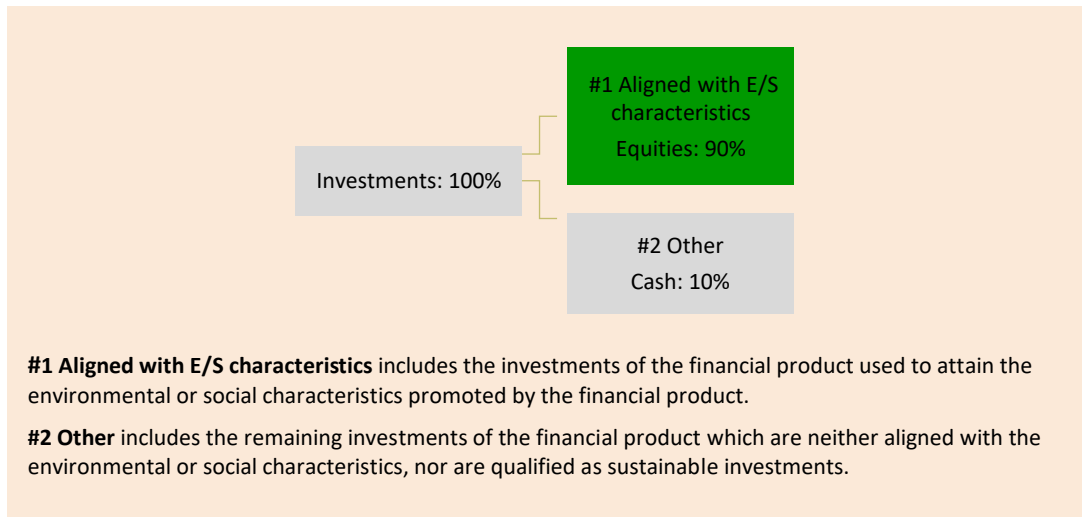 #1 Aligned with E/S
characteristics
Equities: 90%
Investments: 100%
#2 Other
Cash: 10%
#1 Aligned with E/S characteristics includes the investments of the financial product used to attain the
environmental or social characteristics promoted by the financial product.
#2 Other includes the remaining investments of the financial product which are neither aligned with the
environmental or social characteristics, nor are qualified as sustainable investments.